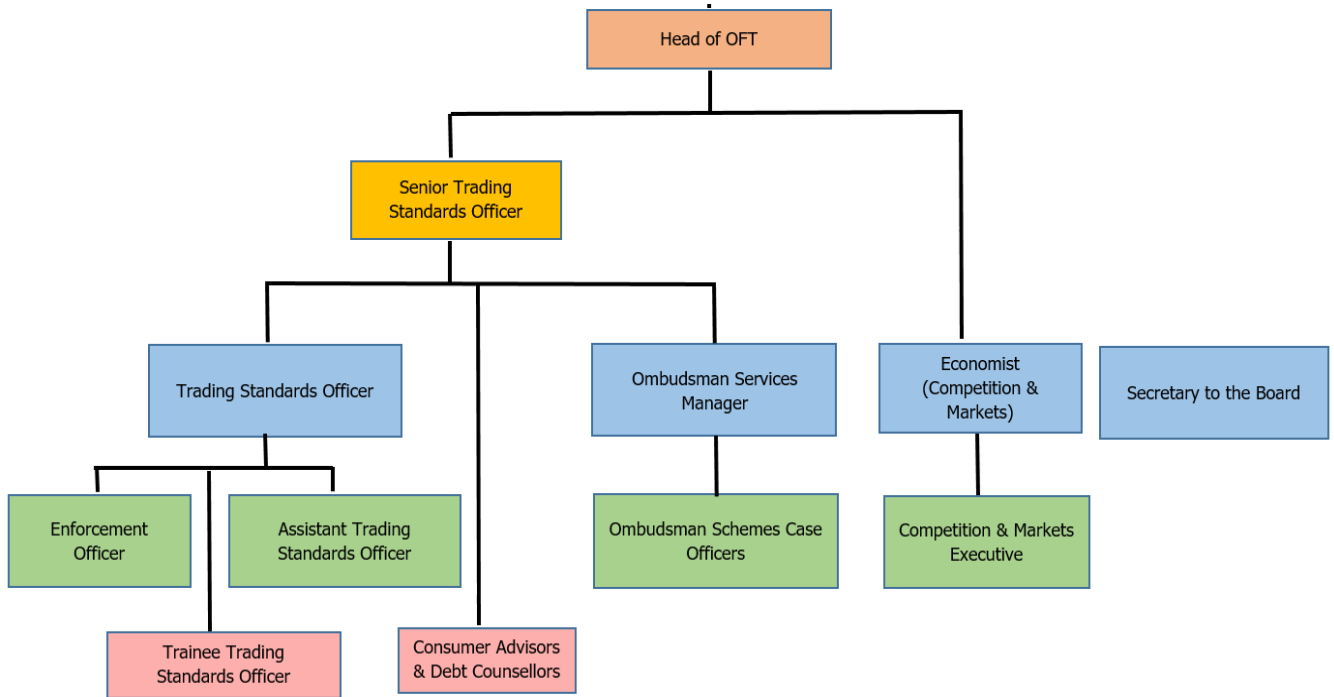 Head of OFT
Senior Trading
Standards Officer
Trading Standards Officer
Ombudsman Services
Manager
Economist
(Competition &
Markets)
Secretary to the Board
Enforcement
Officer
Assistant Trading
Standards Officer
Ombudsman Schemes Case
Officers
Competition & Markets
Executive
Trainee Trading
Standards Officer
Consumer Advisors
& Debt Counsellors